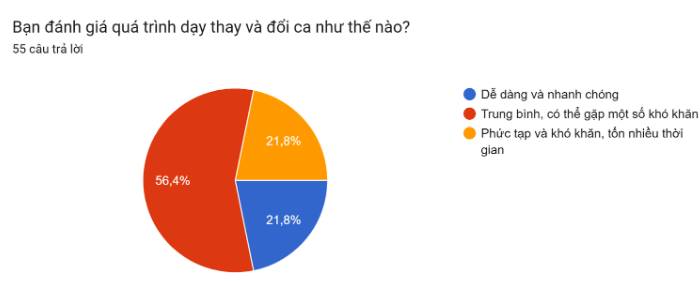 Bạn đánh giá quá trình dạy thay và đổi ca như thế nào?
55 câu trả lời
Dễ dàng và nhanh chóng
Trung bình, có thể gặp một số khó khăn
Phức tạp và khó khăn, tốn nhiều thời
gian
21,8%
56,4%
21,8%